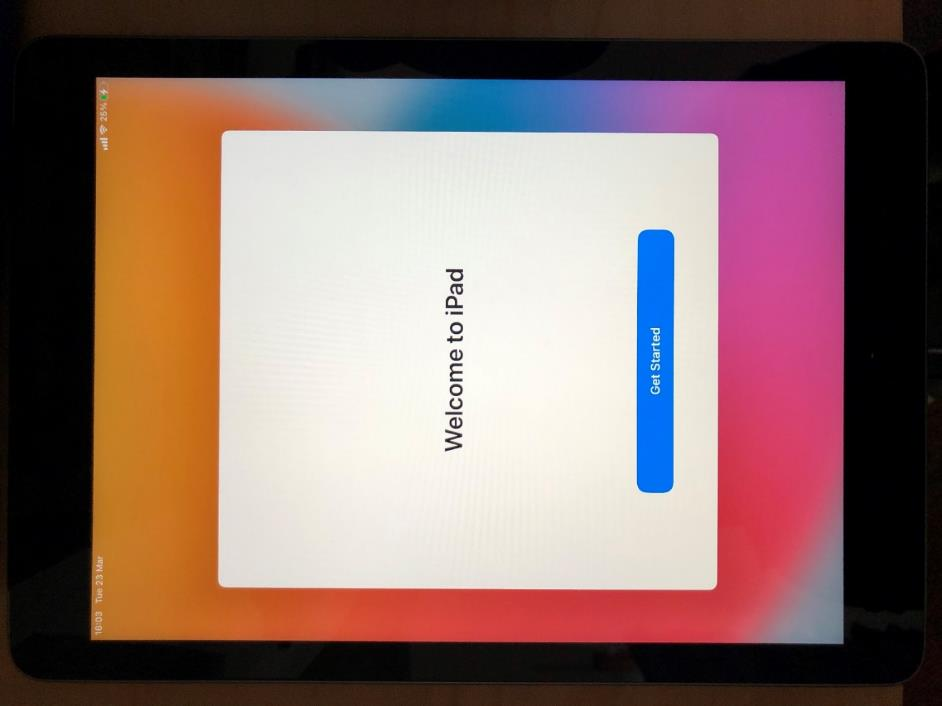 16:03 Tue 23 Mar
25%
Welcome to iPad
Get Started